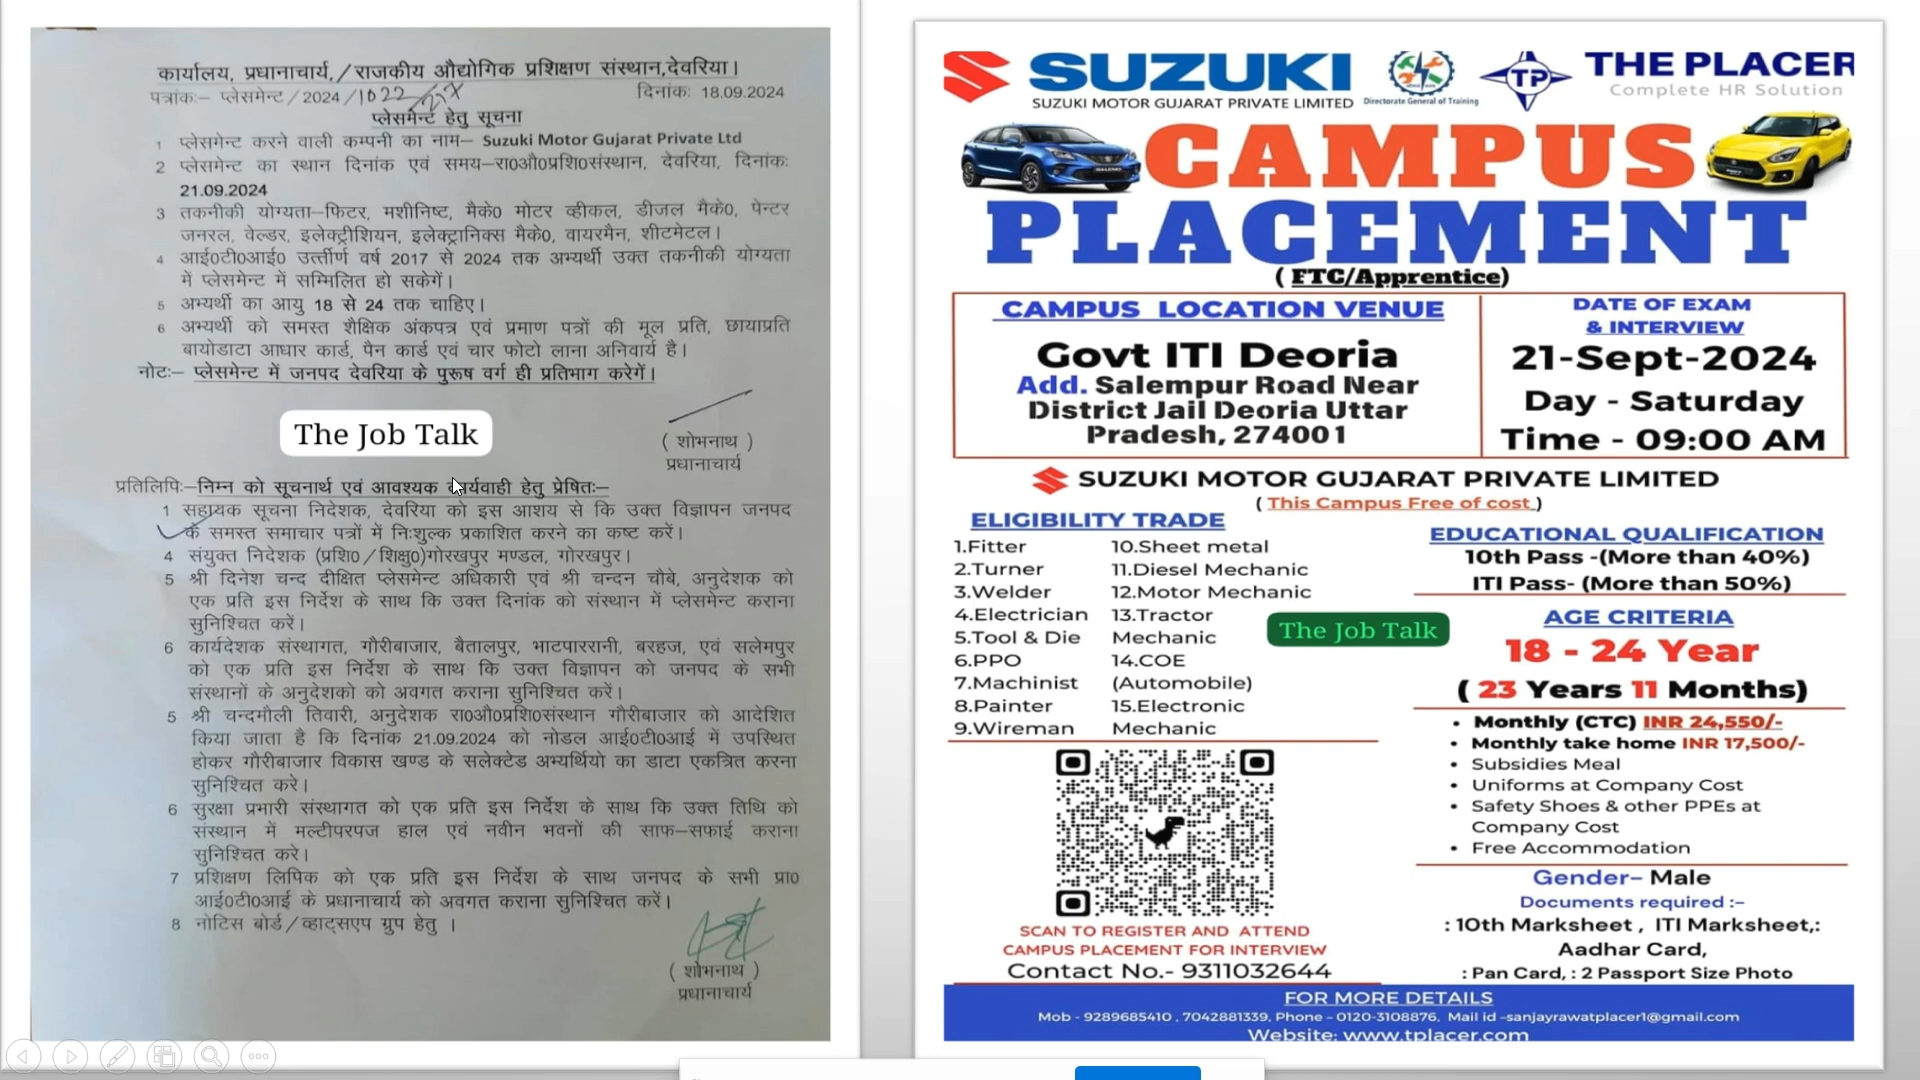 कार्यालय, प्रधानाचार्य,/राजकीय औद्योगिक प्रशिक्षण संस्थान,देवरिया।
पत्रांकः– प्लेसमेन्ट/2024/1022/ दिनांकः 18.09.2024
प्लेसमेन्ट हेतु सूचना
1 प्लेसमेन्ट करने वाली कम्पनी का नाम– Suzuki Motor Gujarat Private Ltd
2 प्लेसमेन्ट का स्थान दिनांक एवं समय–रा0औ0प्रशि0संस्थान, देवरिया, दिनांकः
21.09.2024
3 तकनीकी योग्यता–फिटर, मशीनिष्ट, मैके0 मोटर व्हीकल, डीजल मैके0, पेन्टर
जनरल, वेल्डर, इलेक्ट्रीशियन, इलेक्ट्रानिक्स मैके0, वायरमैन, शीटमेटल।
4 आई0टी0आई0 उर्त्तीण वर्ष 2017 से 2024 तक अभ्यर्थी उक्त तकनीकी योग्यता
में प्लेसमेन्ट में सम्मिलित हो सकेगें।
5 अभ्यर्थी का आयु 18 से 24 तक चाहिए।
6 अभ्यर्थी को समस्त शैक्षिक अंकपत्र एवं प्रमाण पत्रों की मूल प्रति, छायाप्रति
बायोडाटा आधार कार्ड, पैन कार्ड एवं चार फोटो लाना अनिवार्य है।
नोटः– प्लेसमेन्ट में जनपद देवरिया के पुरूष वर्ग ही प्रतिभाग करेगें।
The Job Talk
( शोभनाथ )
प्रधानाचार्य
प्रतिलिपिः–निम्न को सूचनार्थ एवं आवश्यक कार्यवाही हेतु प्रेषितः–
1 सहायक सूचना निदेशक, देवरिया को इस आशय से कि उक्त विज्ञापन जनपद
के समस्त समाचार पत्रों में निःशुल्क प्रकाशित करने का कष्ट करें।
4 संयुक्त निदेशक (प्रशि0/शिक्षु0)गोरखपुर मण्डल, गोरखपुर।
5 श्री दिनेश चन्द दीक्षित प्लेसमेन्ट अधिकारी एवं श्री चन्दन चौबे, अनुदेशक को
एक प्रति इस निर्देश के साथ कि उक्त दिनांक को संस्थान में प्लेसमेन्ट कराना
सुनिश्चित करें।
6 कार्यदेशक संस्थागत, गौरीबाजार, बैतालपुर, भाटपाररानी, बरहज, एवं सलेमपुर
को एक प्रति इस निर्देश के साथ कि उक्त विज्ञापन को जनपद के सभी
संस्थानों के अनुदेशको को अवगत कराना सुनिश्चित करें।
5 श्री चन्दमौली तिवारी, अनुदेशक रा0औ0प्रशि0संस्थान गौरीबाजार को आदेशित
किया जाता है कि दिनांक 21.09.2024 को नोडल आई0टी0आई में उपस्थित
होकर गौरीबाजार विकास खण्ड के सलेक्टेड अभ्यर्थियो का डाटा एकत्रित करना
सुनिश्चित करे।
6 सुरक्षा प्रभारी संस्थागत को एक प्रति इस निर्देश के साथ कि उक्त तिथि को
संस्थान में मल्टीपरपज हाल एवं नवीन भवनों की साफ–सफाई कराना
सुनिश्चित करे।
7 प्रशिक्षण लिपिक को एक प्रति इस निर्देश के साथ जनपद के सभी प्रा0
आई0टी0आई के प्रधानाचार्य को अवगत कराना सुनिश्चित करें।
8 नोटिस बोर्ड/व्हाट्सएप ग्रुप हेतु ।
( शोभनाथ )
प्रधानाचार्य
SUZUKI
SUZUKI MOTOR GUJARAT PRIVATE LIMITED
Directorate General of Training
TP
THE PLACER
Complete HR Solution
CAMPUS
PLACEMENT
( FTC/Apprentice)
CAMPUS LOCATION VENUE
Govt ITI Deoria
Add. Salempur Road Near
District Jail Deoria Uttar
Pradesh, 274001
DATE OF EXAM
& INTERVIEW
21-Sept-2024
Day - Saturday
Time - 09:00 AM
SUZUKI MOTOR GUJARAT PRIVATE LIMITED
( This Campus Free of cost )
ELIGIBILITY TRADE
1.Fitter
2.Turner
3.Welder
4.Electrician
5.Tool & Die
6.PPO
7.Machinist
8.Painter
9.Wireman
10.Sheet metal
11.Diesel Mechanic
12.Motor Mechanic
13.Tractor
Mechanic
14.COE
(Automobile)
15.Electronic
Mechanic
The Job Talk
EDUCATIONAL QUALIFICATION
10th Pass -(More than 40%)
ITI Pass- (More than 50%)
AGE CRITERIA
18 - 24 Year
( 23 Years 11 Months)
• Monthly (CTC) INR 24,550/-
• Monthly take home INR 17,500/-
• Subsidies Meal
• Uniforms at Company Cost
• Safety Shoes & other PPEs at
Company Cost
• Free Accommodation
Gender– Male
Documents required :–
: 10th Marksheet , ITI Marksheet,:
Aadhar Card,
: Pan Card, : 2 Passport Size Photo
SCAN TO REGISTER AND ATTEND
CAMPUS PLACEMENT FOR INTERVIEW
Contact No.- 9311032644
FOR MORE DETAILS
Mob - 9289685410 , 7042881339, Phone – 0120-3108876, Mail id –sanjayrawatplacer1@gmail.com
Website: www.tplacer.com